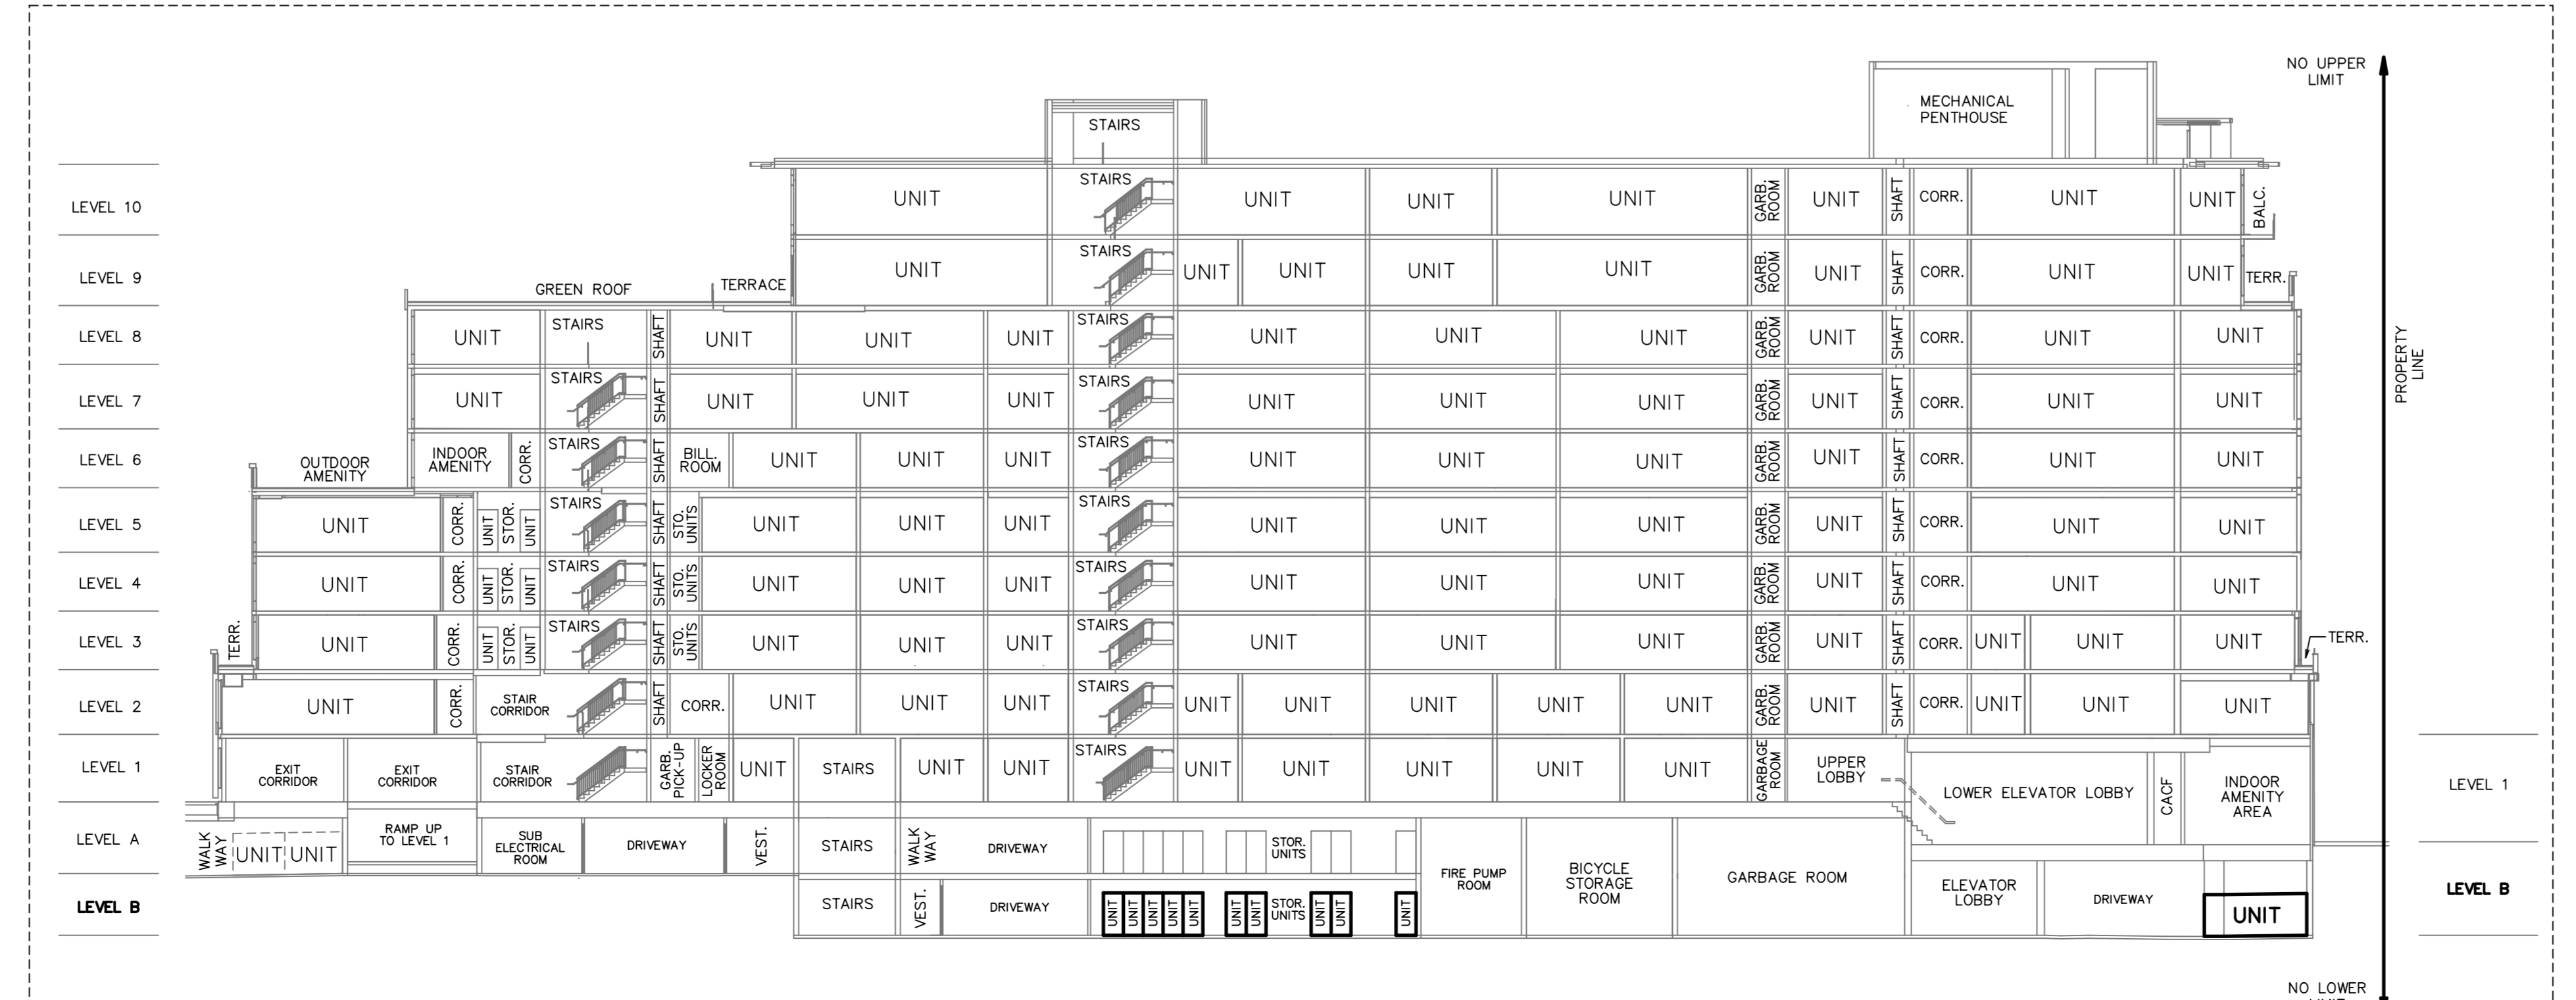 NO UPPER
LIMIT
MECHANICAL
PENTHOUSE
STAIRS
LEVEL 10
UNIT
STAIRS
UNIT
UNIT
UNIT
GARB.
ROOM
UNIT
SHAFT
CORR.
UNIT
UNIT
BALC.
LEVEL 9
GREEN ROOF
TERRACE
UNIT
STAIRS
UNIT
UNIT
UNIT
UNIT
GARB.
ROOM
UNIT
SHAFT
CORR.
UNIT
UNIT
TERR.
LEVEL 8
UNIT
STAIRS
SHAFT
UNIT
UNIT
UNIT
STAIRS
UNIT
UNIT
UNIT
GARB.
ROOM
UNIT
SHAFT
CORR.
UNIT
UNIT
PROPERTY
LINE
LEVEL 7
UNIT
STAIRS
SHAFT
UNIT
UNIT
UNIT
STAIRS
UNIT
UNIT
UNIT
GARB.
ROOM
UNIT
SHAFT
CORR.
UNIT
UNIT
LEVEL 6
OUTDOOR
AMENITY
INDOOR
AMENITY
CORR.
STAIRS
SHAFT
BILL.
ROOM
UNIT
UNIT
UNIT
STAIRS
UNIT
UNIT
UNIT
GARB.
ROOM
UNIT
SHAFT
CORR.
UNIT
UNIT
LEVEL 5
UNIT
CORR.
UNIT
STOR.
UNIT
STAIRS
SHAFT
STO.
UNITS
UNIT
UNIT
UNIT
STAIRS
UNIT
UNIT
UNIT
GARB.
ROOM
UNIT
SHAFT
CORR.
UNIT
UNIT
LEVEL 4
UNIT
CORR.
UNIT
STOR.
UNIT
STAIRS
SHAFT
STO.
UNITS
UNIT
UNIT
UNIT
STAIRS
UNIT
UNIT
UNIT
GARB.
ROOM
UNIT
SHAFT
CORR.
UNIT
UNIT
LEVEL 3
TERR.
UNIT
CORR.
UNIT
STOR.
UNIT
STAIRS
SHAFT
STO.
UNITS
UNIT
UNIT
UNIT
STAIRS
UNIT
UNIT
UNIT
GARB.
ROOM
UNIT
SHAFT
CORR.
UNIT
UNIT
UNIT
TERR.
LEVEL 2
UNIT
CORR.
STAIR
CORRIDOR
SHAFT
CORR.
UNIT
UNIT
UNIT
STAIRS
UNIT
UNIT
UNIT
UNIT
UNIT
GARB.
ROOM
UNIT
SHAFT
CORR.
UNIT
UNIT
UNIT
LEVEL 1
EXIT
CORRIDOR
EXIT
CORRIDOR
STAIR
CORRIDOR
GARB.
PICK-UP
LOCKER
ROOM
UNIT
STAIRS
UNIT
UNIT
STAIRS
UNIT
UNIT
UNIT
UNIT
UNIT
GARBAGE
ROOM
UPPER
LOBBY
LOWER ELEVATOR LOBBY
CACF
INDOOR
AMENITY
AREA
LEVEL 1
LEVEL A
WALK
WAY
UNIT
UNIT
RAMP UP
TO LEVEL 1
SUB
ELECTRICAL
ROOM
DRIVEWAY
VEST.
STAIRS
WALK
WAY
DRIVEWAY
STOR.
UNITS
FIRE PUMP
ROOM
BICYCLE
STORAGE
ROOM
GARBAGE ROOM
LEVEL B
STAIRS
VEST.
DRIVEWAY
UNIT
UNIT
UNIT
UNIT
UNIT
UNIT
UNIT
STOR.
UNITS
UNIT
UNIT
UNIT
ELEVATOR
LOBBY
DRIVEWAY
UNIT
LEVEL B
NO LOWER
LIMIT